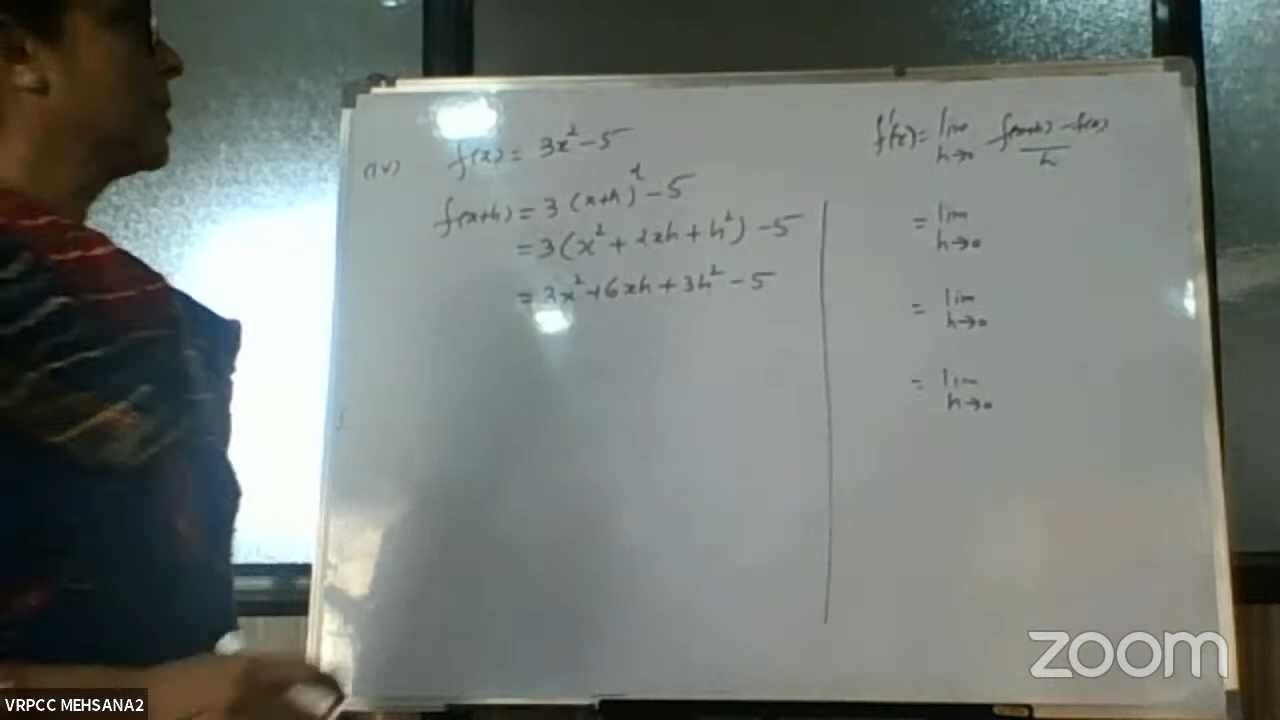 (iv) f(x) = 3x² - 5
f(x+h) = 3 (x+h)² - 5
= 3(x² + 2xh + h²) - 5
= 3x² + 6xh + 3h² - 5
f'(x) = lim h→0 f(x+h) - f(x) / h
= lim h→0
= lim h→0
= lim h→0
zoom
VRPCC MEHSANA2